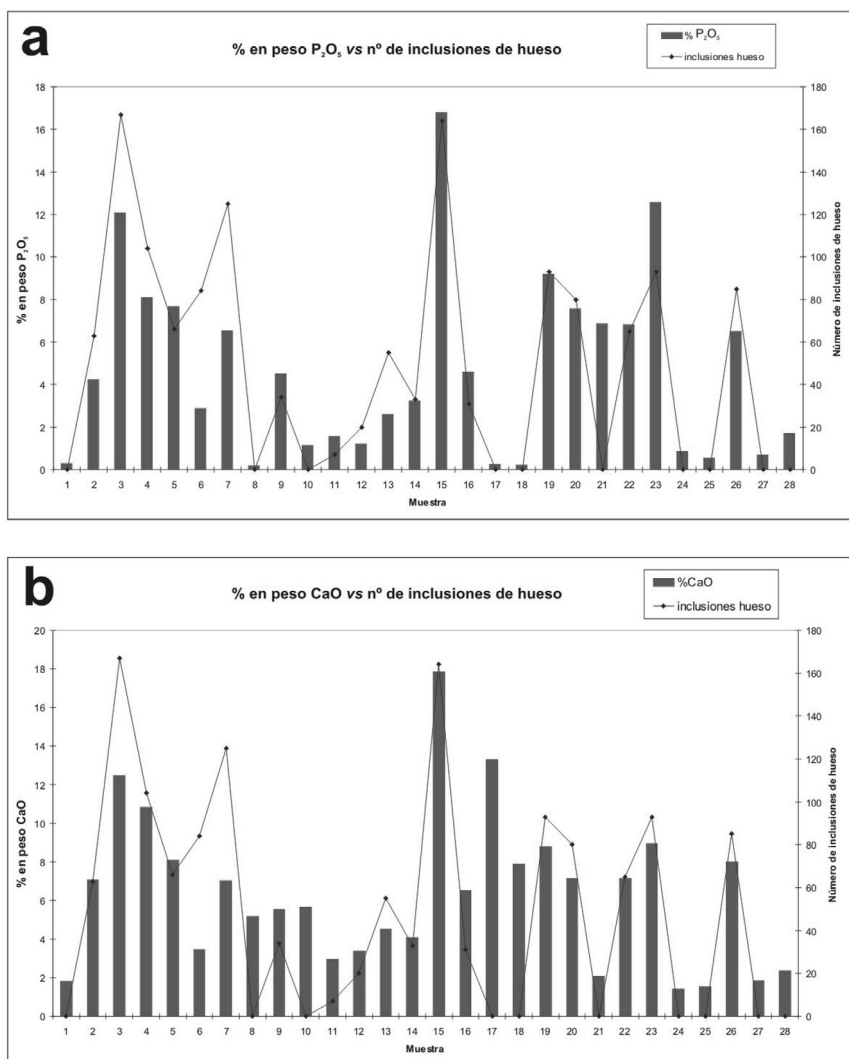 a
% en peso P₂O₅ vs nº de inclusiones de hueso
% P₂O₅
inclusiones hueso
18 180
16 160
14 140
12 120
10 100
8 80
6 60
4 40
2 20
0 0
% en peso P₂O₅
Número de inclusiones de hueso
1 2 3 4 5 6 7 8 9 10 11 12 13 14 15 16 17 18 19 20 21 22 23 24 25 26 27 28
Muestra
b
% en peso CaO vs nº de inclusiones de hueso
%CaO
inclusiones hueso
20 180
18 160
16 140
14 120
12 100
10 80
8 60
6 40
4 20
2 0
0
% en peso CaO
Número de inclusiones de hueso
1 2 3 4 5 6 7 8 9 10 11 12 13 14 15 16 17 18 19 20 21 22 23 24 25 26 27 28
Muestra